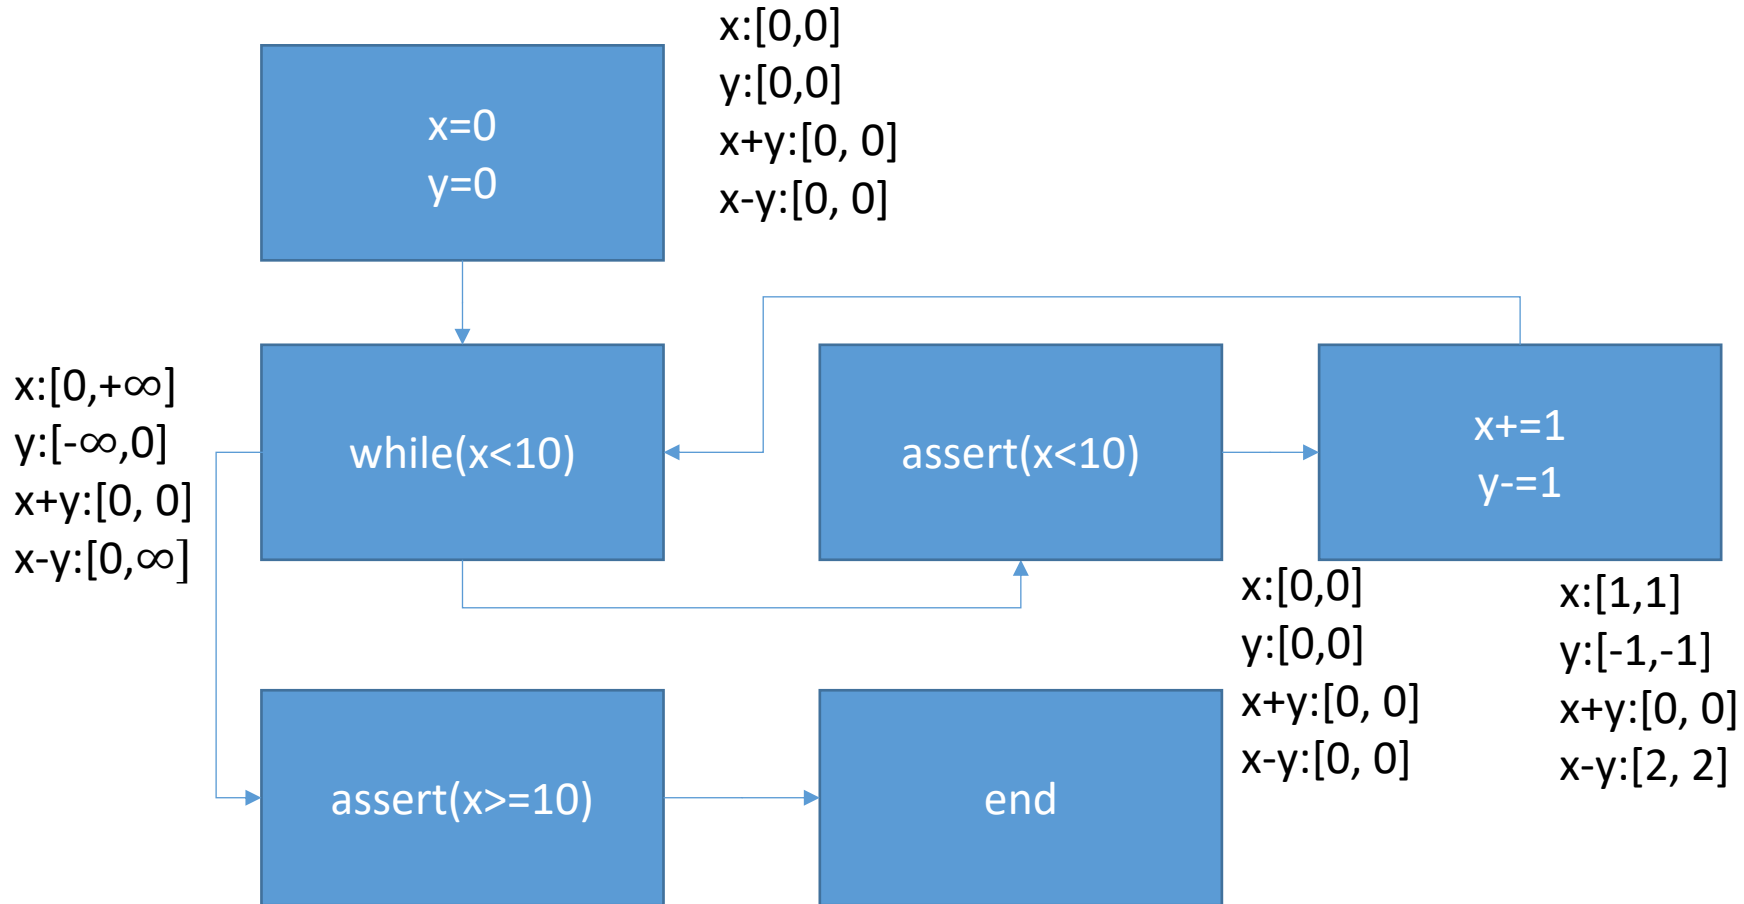 x=0
y=0
x:[0,0]
y:[0,0]
x+y:[0, 0]
x-y:[0, 0]
x:[0,+∞]
y:[-∞,0]
x+y:[0, 0]
x-y:[0,∞]
while(x<10)
assert(x<10)
x+=1
y-=1
x:[0,0]
y:[0,0]
x+y:[0, 0]
x-y:[0, 0]
x:[1,1]
y:[-1,-1]
x+y:[0, 0]
x-y:[2, 2]
assert(x>=10)
end